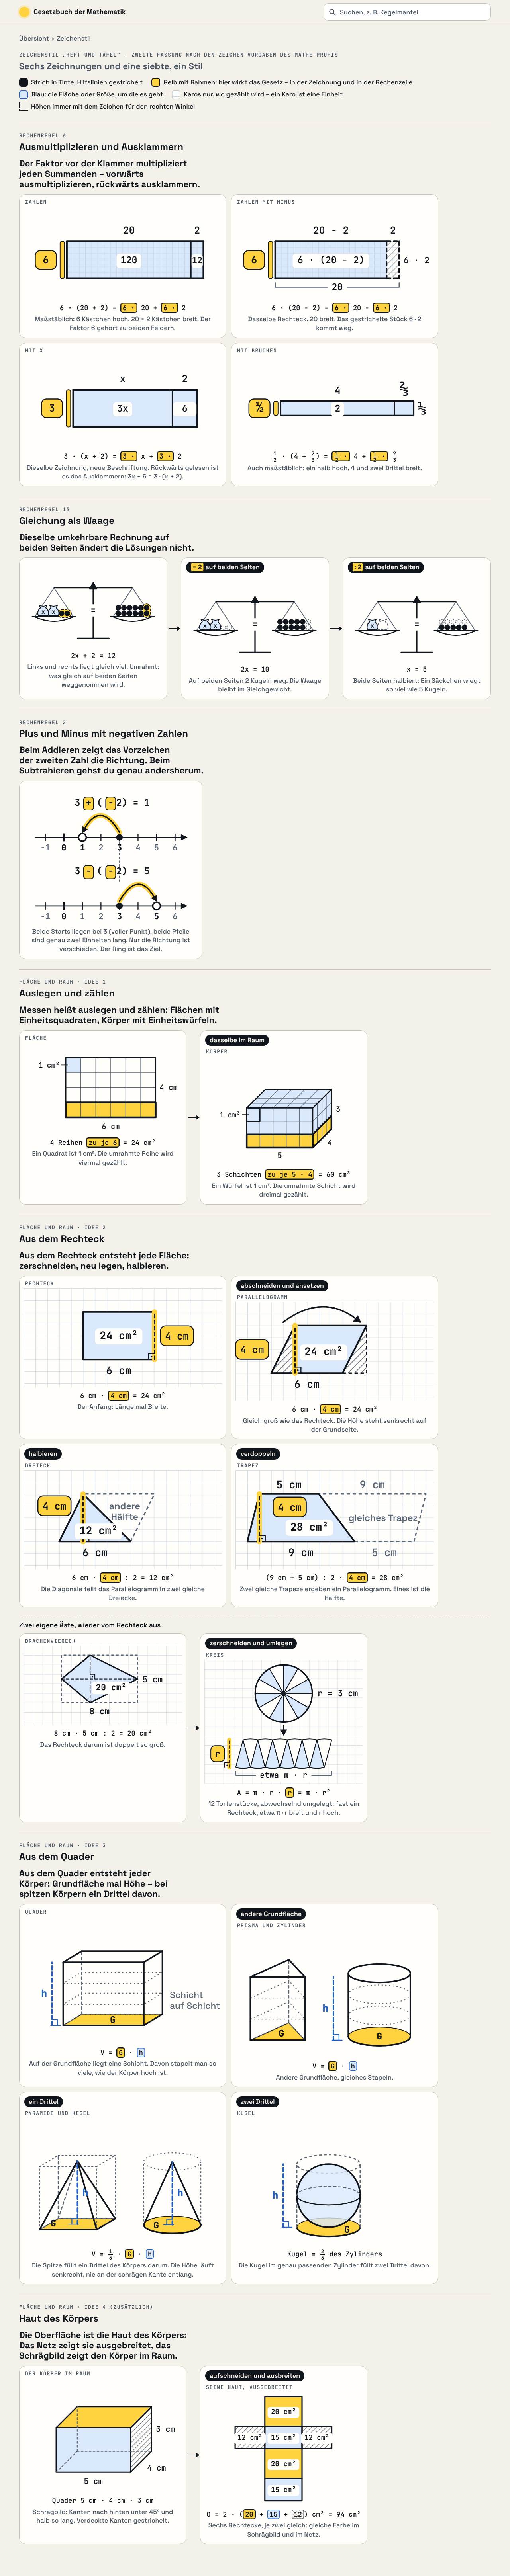 Gesetzbuch der Mathematik
Suchen, z. B. Kegelmantel
Übersicht › Zeichenstil
ZEICHENSTIL „HEFT UND TAFEL“ · ZWEITE FASSUNG NACH DEN ZEICHEN-VORGABEN DES MATHE-PROFIS
Sechs Zeichnungen und eine siebte, ein Stil
Strich in Tinte, Hilfslinien gestrichelt
Gelb mit Rahmen: hier wirkt das Gesetz – in der Zeichnung und in der Rechenzeile
Blau: die Fläche oder Größe, um die es geht
Karos nur, wo gezählt wird – ein Karo ist eine Einheit
Höhen immer mit dem Zeichen für den rechten Winkel
RECHENREGEL 6
Ausmultiplizieren und Ausklammern
Der Faktor vor der Klammer multipliziert
jeden Summanden – vorwärts
ausmultiplizieren, rückwärts ausklammern.
ZAHLEN
20 2
6 120 12
6 · (20 + 2) = 6 · 20 + 6 · 2
Maßstäblich: 6 Kästchen hoch, 20 + 2 Kästchen breit. Der
Faktor 6 gehört zu beiden Feldern.
ZAHLEN MIT MINUS
20 - 2 2
6 6 · (20 - 2) 6 · 2
20
6 · (20 - 2) = 6 · 20 - 6 · 2
Dasselbe Rechteck, 20 breit. Das gestrichelte Stück 6 · 2
kommt weg.
MIT X
x 2
3 3x 6
3 · (x + 2) = 3 · x + 3 · 2
Dieselbe Zeichnung, neue Beschriftung. Rückwärts gelesen ist
es das Ausklammern: 3x + 6 = 3 · (x + 2).
MIT BRÜCHEN
4 2/3
½ 2 1/3
1/2 · (4 + 2/3) = 1/2 · 4 + 1/2 · 2/3
Auch maßstäblich: ein halb hoch, 4 und zwei Drittel breit.
RECHENREGEL 13
Gleichung als Waage
Dieselbe umkehrbare Rechnung auf
beiden Seiten ändert die Lösungen nicht.
x x =
2x + 2 = 12
Links und rechts liegt gleich viel. Umrahmt:
was gleich auf beiden Seiten
weggenommen wird.
- 2 auf beiden Seiten
x x =
2x = 10
Auf beiden Seiten 2 Kugeln weg. Die Waage
bleibt im Gleichgewicht.
: 2 auf beiden Seiten
x =
x = 5
Beide Seiten halbiert: Ein Säckchen wiegt
so viel wie 5 Kugeln.
RECHENREGEL 2
Plus und Minus mit negativen Zahlen
Beim Addieren zeigt das Vorzeichen
der zweiten Zahl die Richtung. Beim
Subtrahieren gehst du genau andersherum.
3 + (-2) = 1
-1 0 1 2 3 4 5 6
3 - (-2) = 5
-1 0 1 2 3 4 5 6
Beide Starts liegen bei 3 (voller Punkt), beide Pfeile
sind genau zwei Einheiten lang. Nur die Richtung ist
verschieden. Der Ring ist das Ziel.
FLÄCHE UND RAUM · IDEE 1
Auslegen und zählen
Messen heißt auslegen und zählen: Flächen mit
Einheitsquadraten, Körper mit Einheitswürfeln.
FLÄCHE
1 cm²
4 cm
6 cm
4 Reihen zu je 6 = 24 cm²
Ein Quadrat ist 1 cm². Die umrahmte Reihe wird
viermal gezählt.
dasselbe im Raum
KÖRPER
1 cm³
3
4
5
3 Schichten zu je 5 · 4 = 60 cm³
Ein Würfel ist 1 cm³. Die umrahmte Schicht wird
dreimal gezählt.
FLÄCHE UND RAUM · IDEE 2
Aus dem Rechteck
Aus dem Rechteck entsteht jede Fläche:
zerschneiden, neu legen, halbieren.
RECHTECK
24 cm² 4 cm
6 cm
6 cm · 4 cm = 24 cm²
Der Anfang: Länge mal Breite.
abschneiden und ansetzen
PARALLELOGRAMM
4 cm 24 cm²
6 cm
6 cm · 4 cm = 24 cm²
Gleich groß wie das Rechteck. Die Höhe steht senkrecht auf
der Grundseite.
halbieren
DREIECK
4 cm andere
Hälfte
12 cm²
6 cm
6 cm · 4 cm : 2 = 12 cm²
Die Diagonale teilt das Parallelogramm in zwei gleiche
Dreiecke.
verdoppeln
TRAPEZ
5 cm 9 cm
4 cm
28 cm² gleiches Trapez
9 cm 5 cm
(9 cm + 5 cm) : 2 · 4 cm = 28 cm²
Zwei gleiche Trapeze ergeben ein Parallelogramm. Eines ist die
Hälfte.
Zwei eigene Äste, wieder vom Rechteck aus
DRACHENVIERECK
5 cm
20 cm²
8 cm
8 cm · 5 cm : 2 = 20 cm²
Das Rechteck darum ist doppelt so groß.
zerschneiden und umlegen
KREIS
r = 3 cm
r
etwa π · r
A = π · r · r = π · r²
12 Tortenstücke, abwechselnd umgelegt: fast ein
Rechteck, etwa π · r breit und r hoch.
FLÄCHE UND RAUM · IDEE 3
Aus dem Quader
Aus dem Quader entsteht jeder
Körper: Grundfläche mal Höhe – bei
spitzen Körpern ein Drittel davon.
QUADER
h
Schicht
auf Schicht
G
V = G · h
Auf der Grundfläche liegt eine Schicht. Davon stapelt man so
viele, wie der Körper hoch ist.
andere Grundfläche
PRISMA UND ZYLINDER
h
G G
V = G · h
Andere Grundfläche, gleiches Stapeln.
ein Drittel
PYRAMIDE UND KEGEL
h h
G G
V = 1/3 · G · h
Die Spitze füllt ein Drittel des Körpers darum. Die Höhe läuft
senkrecht, nie an der schrägen Kante entlang.
zwei Drittel
KUGEL
h
G
Kugel = 2/3 des Zylinders
Die Kugel im genau passenden Zylinder füllt zwei Drittel davon.
FLÄCHE UND RAUM · IDEE 4 (ZUSÄTZLICH)
Haut des Körpers
Die Oberfläche ist die Haut des Körpers:
Das Netz zeigt sie ausgebreitet, das
Schrägbild zeigt den Körper im Raum.
DER KÖRPER IM RAUM
3 cm
4 cm
5 cm
Quader 5 cm · 4 cm · 3 cm
Schrägbild: Kanten nach hinten unter 45° und
halb so lang. Verdeckte Kanten gestrichelt.
aufschneiden und ausbreiten
SEINE HAUT, AUSGEBREITET
20 cm²
12 cm² 15 cm² 12 cm²
20 cm²
15 cm²
O = 2 · (20 + 15 + 12) cm² = 94 cm²
Sechs Rechtecke, je zwei gleich: gleiche Farbe im
Schrägbild und im Netz.